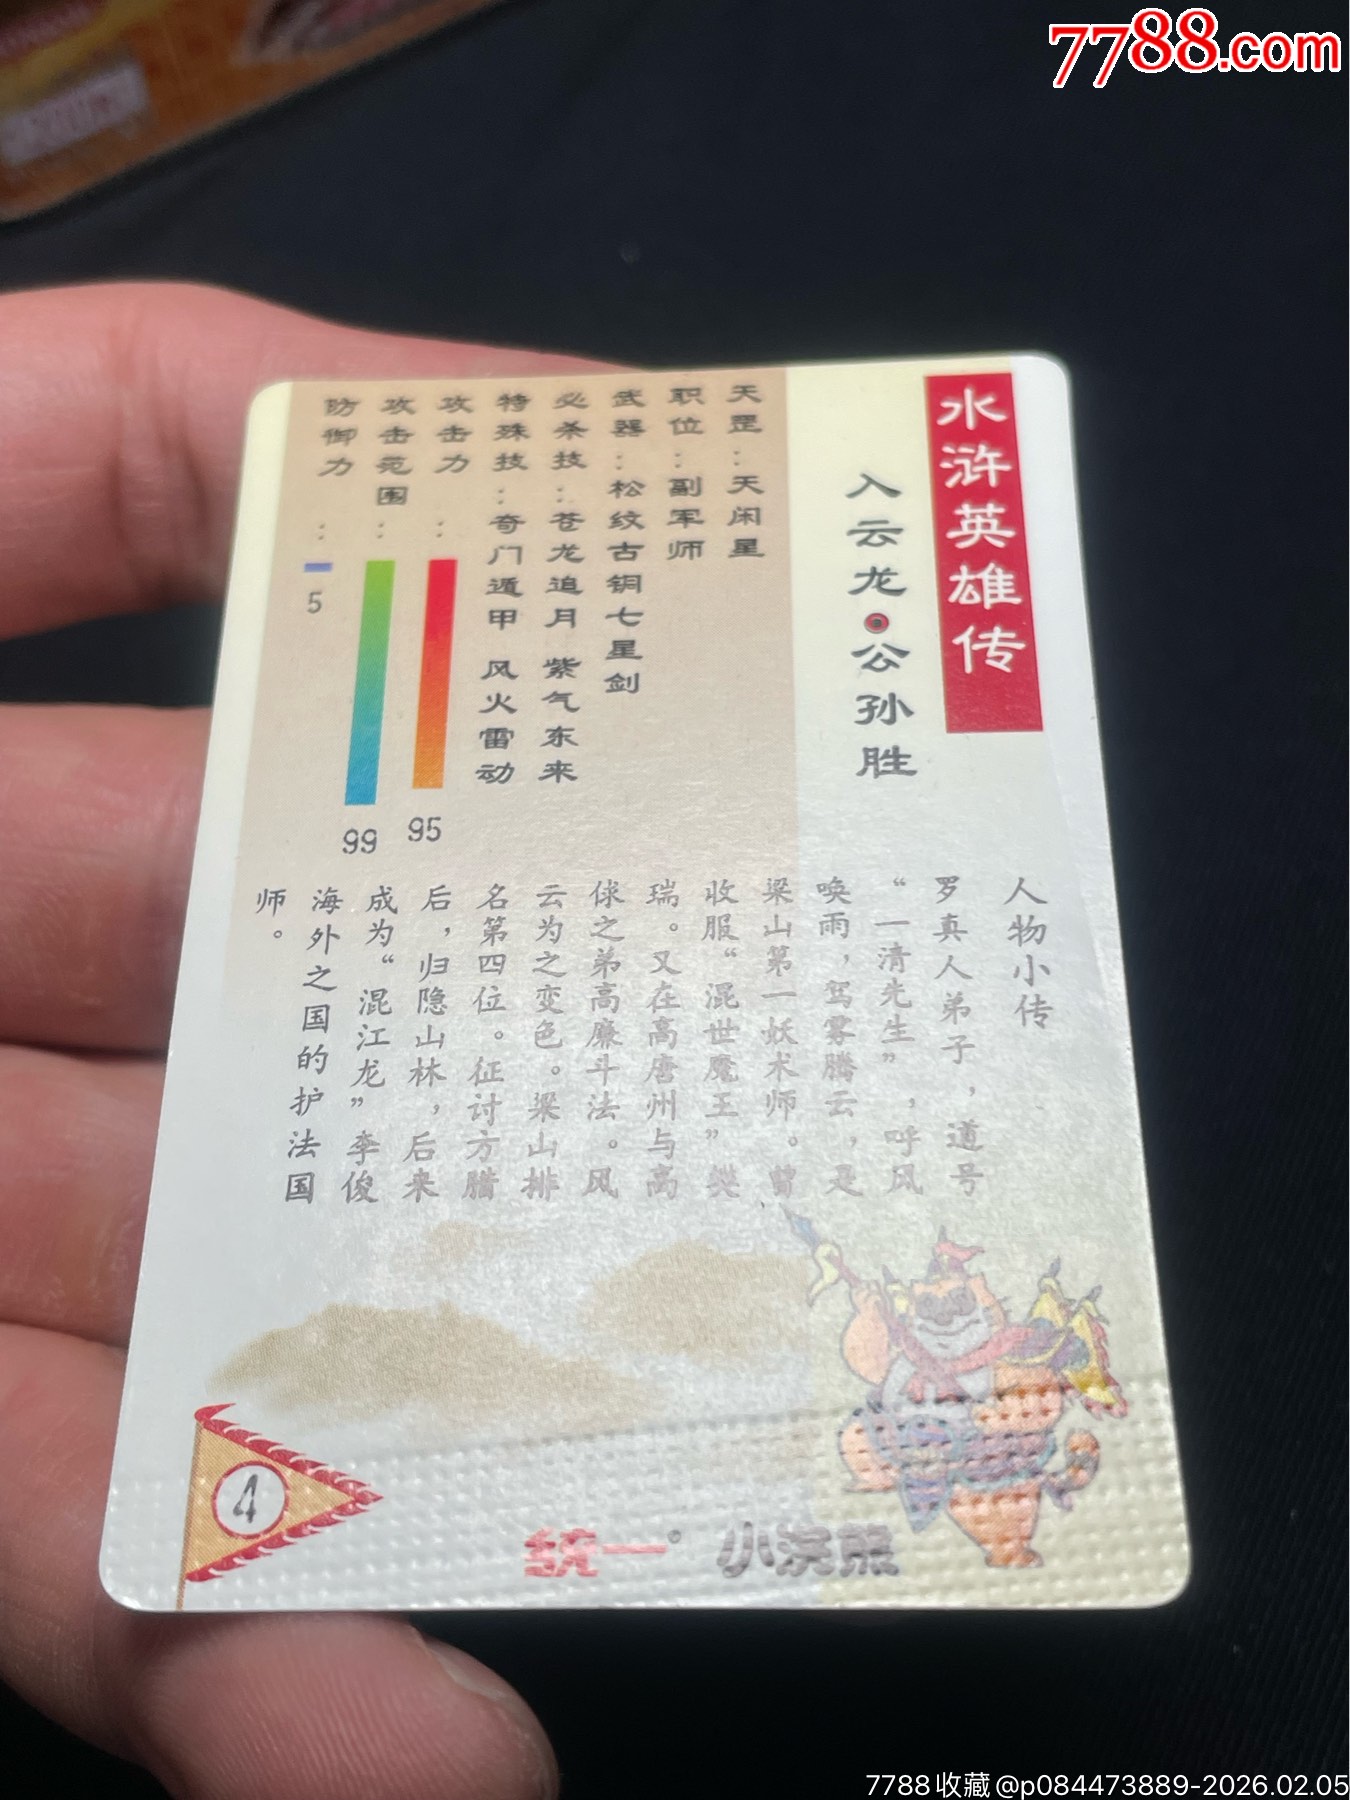 7788.com
水浒英雄传
入云龙·公孙胜
天罡：天闲星
职位：副军师
武器：松纹古铜七星剑
必杀技：苍龙追月 紫气东来
特殊技：奇门遁甲 风火雷动
攻击力：95
攻击范围：99
防御力：5
人物小传
罗真人弟子，道号
“一清先生”，呼风
唤雨，驾雾腾云，是
梁山第一妖术师。曾
收服“混世魔王”樊
瑞。又在高唐州与高
俅之弟高廉斗法。风
云为之变色。梁山排
名第四位。征讨方腊
后，归隐山林，后来
成为“混江龙”李俊
海外之国的护法国
师。
4
统一 小浣熊
7788收藏@p084473889-2026.02.05